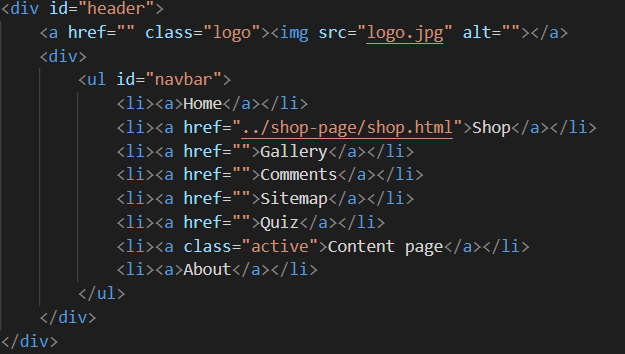 <div id="header">
<a href="" class="logo"><img src="logo.jpg" alt=""></a>
<div>
<ul id="navbar">
<li><a>Home</a></li>
<li><a href="../shop-page/shop.html">Shop</a></li>
<li><a href="">Gallery</a></li>
<li><a href="">Comments</a></li>
<li><a href="">Sitemap</a></li>
<li><a href="">Quiz</a></li>
<li><a class="active">Content page</a></li>
<li><a>About</a></li>
</ul>
</div>
</div>